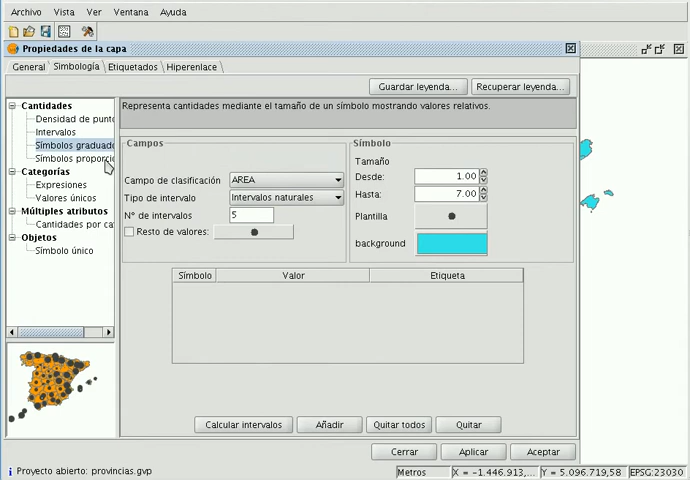 Archivo Vista Ver Ventana Ayuda
Propiedades de la capa
General Simbología Etiquetados Hiperenlace
Guardar leyenda... Recuperar leyenda...
Cantidades
Densidad de punto
Intervalos
Símbolos graduado
Símbolos proporcio
Categorías
Expresiones
Valores únicos
Múltiples atributos
Cantidades por ca
Objetos
Símbolo único
Representa cantidades mediante el tamaño de un símbolo mostrando valores relativos.
Campos
Campo de clasificación AREA
Tipo de intervalo Intervalos naturales
N° de intervalos 5
Resto de valores:
Símbolo
Tamaño
Desde: 1.00
Hasta: 7.00
Plantilla
background
Símbolo Valor Etiqueta
Calcular intervalos Añadir Quitar todos Quitar
Cerrar Aplicar Aceptar
Proyecto abierto: provincias.gvp Metros X = -1.446.913,... Y = 5.096.719,58 EPSG:23030